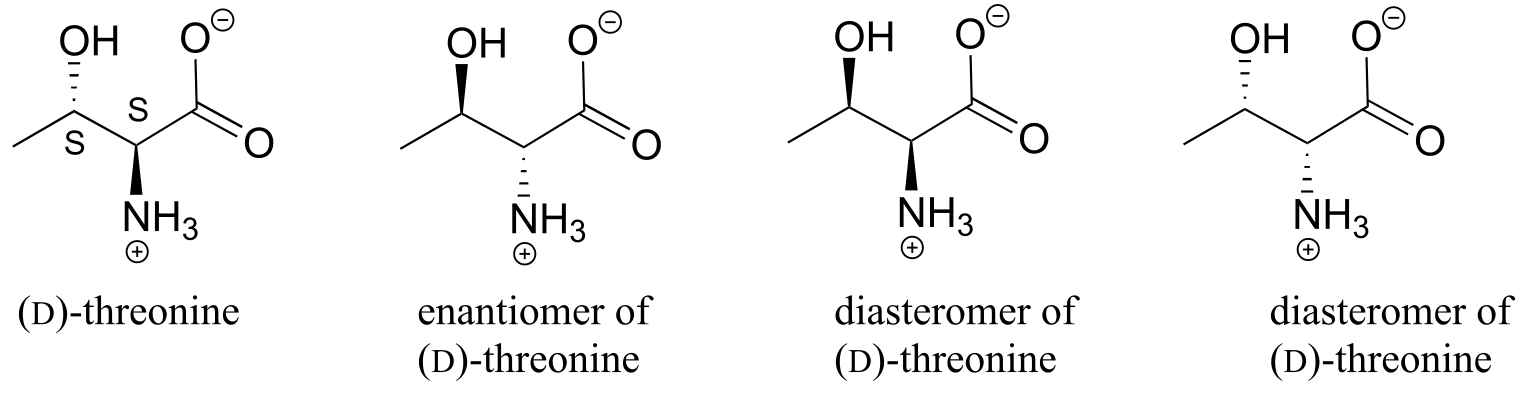 OH O⊖ OH O⊖ OH O⊖ OH O⊖
S
S O O O O
NH₃ NH₃ NH₃ NH₃
⊕ ⊕ ⊕ ⊕
(D)-threonine enantiomer of diasteromer of diasteromer of
(D)-threonine (D)-threonine (D)-threonine